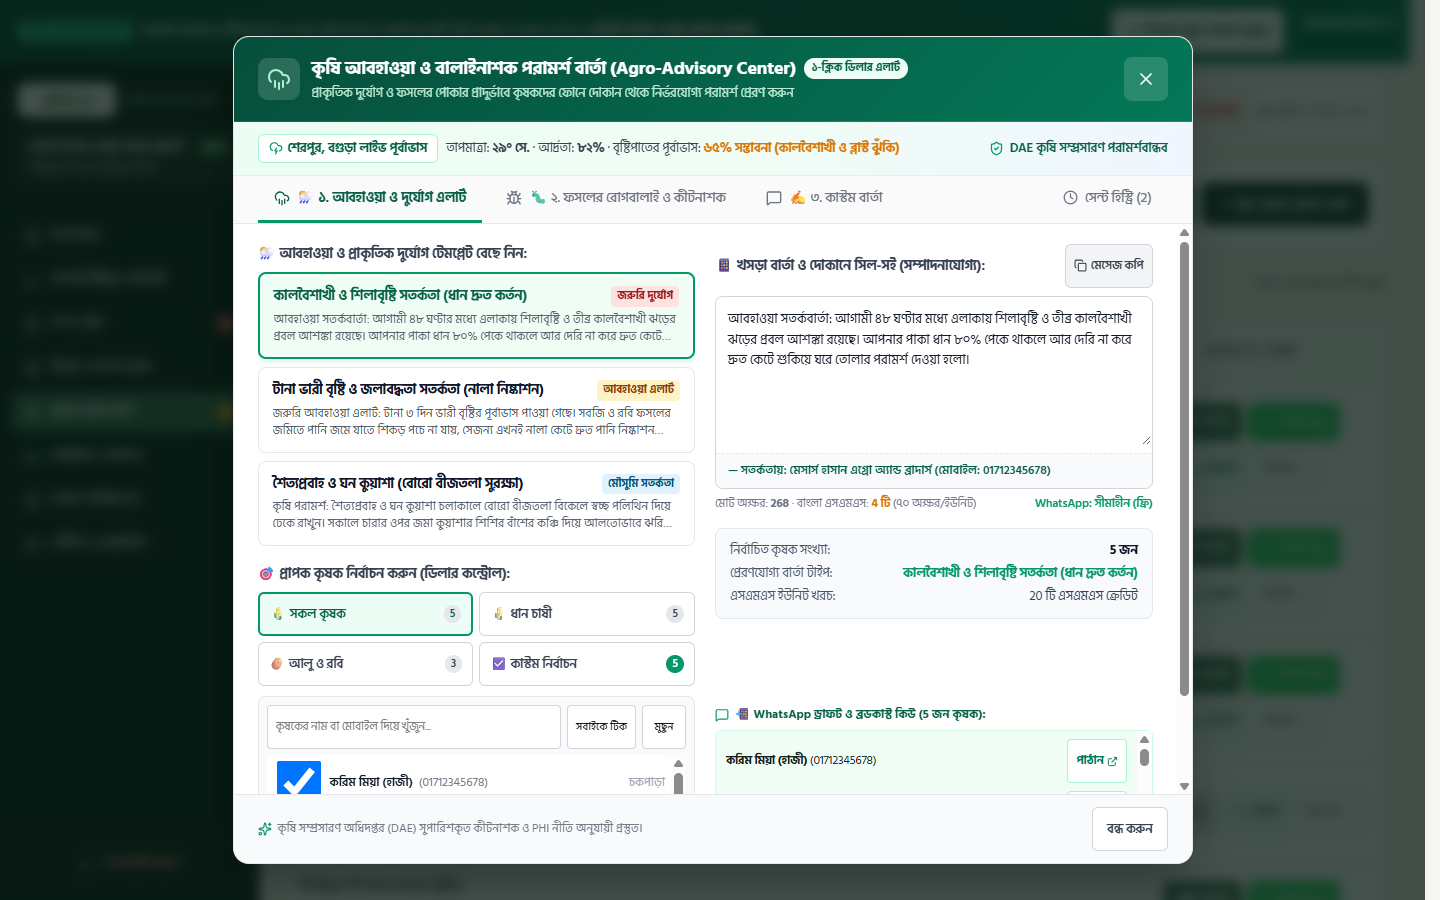 কৃষি আবহাওয়া ও বালাইনাশক পরামর্শ বার্তা (Agro-Advisory Center)
১-ক্লিক ডিলার এলার্ট
প্রাকৃতিক দুর্যোগ ও ফসলের পোকার প্রাদুর্ভাবে কৃষকদের ফোনে দোকান থেকে নির্ভরযোগ্য পরামর্শ প্রেরণ করুন
শেরপুর, বগুড়া লাইভ পূর্বাভাস
তাপমাত্রা: ২৯° সে. · আর্দ্রতা: ৮২% · বৃষ্টিপাতের পূর্বাভাস: ৬৫% সম্ভাবনা (কালবৈশাখী ও ব্লাস্ট ঝুঁকি)
DAE কৃষি সম্প্রসারণ পরামর্শবান্ধব
১. আবহাওয়া ও দুর্যোগ এলার্ট
২. ফসলের রোগবালাই ও কীটনাশক
৩. কাস্টম বার্তা
সেন্ট হিস্ট্রি (2)
আবহাওয়া ও প্রাকৃতিক দুর্যোগ টেমপ্লেট বেছে নিন:
কালবৈশাখী ও শিলাবৃষ্টি সতর্কতা (ধান দ্রুত কর্তন)
জরুরি দুর্যোগ
আবহাওয়া সতর্কবার্তা: আগামী ৪৮ ঘণ্টার মধ্যে এলাকায় শিলাবৃষ্টি ও তীব্র কালবৈশাখী ঝড়ের
প্রবল আশঙ্কা রয়েছে। আপনার পাকা ধান ৮০% পেকে থাকলে আর দেরি না করে দ্রুত কেটে...
টানা ভারী বৃষ্টি ও জলাবদ্ধতা সতর্কতা (নালা নিষ্কাশন)
আবহাওয়া এলার্ট
জরুরি আবহাওয়া এলার্ট: টানা ৩ দিন ভারী বৃষ্টির পূর্বাভাস পাওয়া গেছে। সবজি ও রবি ফসলের
জমিতে পানি জমে যাতে শিকড় পচে না যায়, সেজন্য এখনই নালা কেটে দ্রুত পানি নিষ্কাশন...
শৈত্যপ্রবাহ ও ঘন কুয়াশা (বোরো বীজতলা সুরক্ষা)
মৌসুমি সতর্কতা
কৃষি পরামর্শ: শৈত্যপ্রবাহ ও ঘন কুয়াশা চলাকালে বোরো বীজতলা বিকেলে স্বচ্ছ পলিথিন দিয়ে
ঢেকে রাখুন। সকালে চারার ওপর জমা কুয়াশার শিশির বাঁশের কঞ্চি দিয়ে আলতোভাবে ঝরি...
প্রাপক কৃষক নির্বাচন করুন (ডিলার কন্ট্রোল):
সকল কৃষক 5
ধান চাষী 5
আলু ও রবি 3
কাস্টম নির্বাচন 5
কৃষকের নাম বা মোবাইল দিয়ে খুঁজুন...
সবাইকে টিক
মুছুন
করিম মিয়া (হাজী) (01712345678) চকপাড়া
খসড়া বার্তা ও দোকানে সিল-সই (সম্পাদনাযোগ্য):
মেসেজ কপি
আবহাওয়া সতর্কবার্তা: আগামী ৪৮ ঘণ্টার মধ্যে এলাকায় শিলাবৃষ্টি ও তীব্র কালবৈশাখী
ঝড়ের প্রবল আশঙ্কা রয়েছে। আপনার পাকা ধান ৮০% পেকে থাকলে আর দেরি না করে
দ্রুত কেটে শুকিয়ে ঘরে তোলার পরামর্শ দেওয়া হলো।
— সতর্কতায়: মেসার্স হাসান এগ্রো অ্যান্ড ব্রাদার্স (মোবাইল: 01712345678)
মোট অক্ষর: 268 · বাংলা এসএমএস: 4 টি (৭০ অক্ষর/ইউনিট)
WhatsApp: সীমাহীন (ফ্রি)
নির্বাচিত কৃষক সংখ্যা: 5 জন
প্রেরণযোগ্য বার্তা টাইপ: কালবৈশাখী ও শিলাবৃষ্টি সতর্কতা (ধান দ্রুত কর্তন)
এসএমএস ইউনিট খরচ: 20 টি এসএমএস ক্রেডিট
WhatsApp ড্রাফট ও ব্রডকাস্ট কিউ (5 জন কৃষক):
করিম মিয়া (হাজী) (01712345678)
পাঠান
কৃষি সম্প্রসারণ অধিদপ্তর (DAE) সুপারিশকৃত কীটনাশক ও PHI নীতি অনুযায়ী প্রস্তুত।
বন্ধ করুন